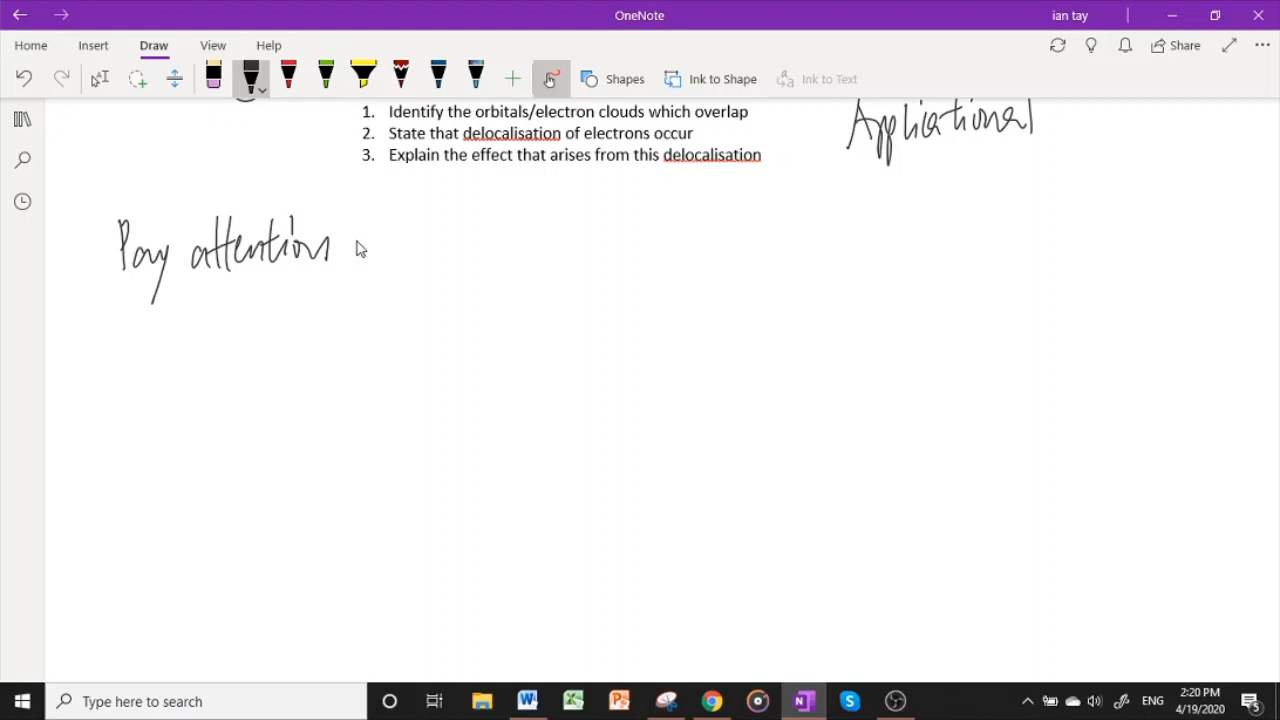 OneNote
ian tay
Home Insert Draw View Help
Share
Shapes
Ink to Shape
Ink to Text
1. Identify the orbitals/electron clouds which overlap
2. State that delocalisation of electrons occur
3. Explain the effect that arises from this delocalisation
Applicational
Pay attention
Type here to search
ENG
2:20 PM
4/19/2020
5